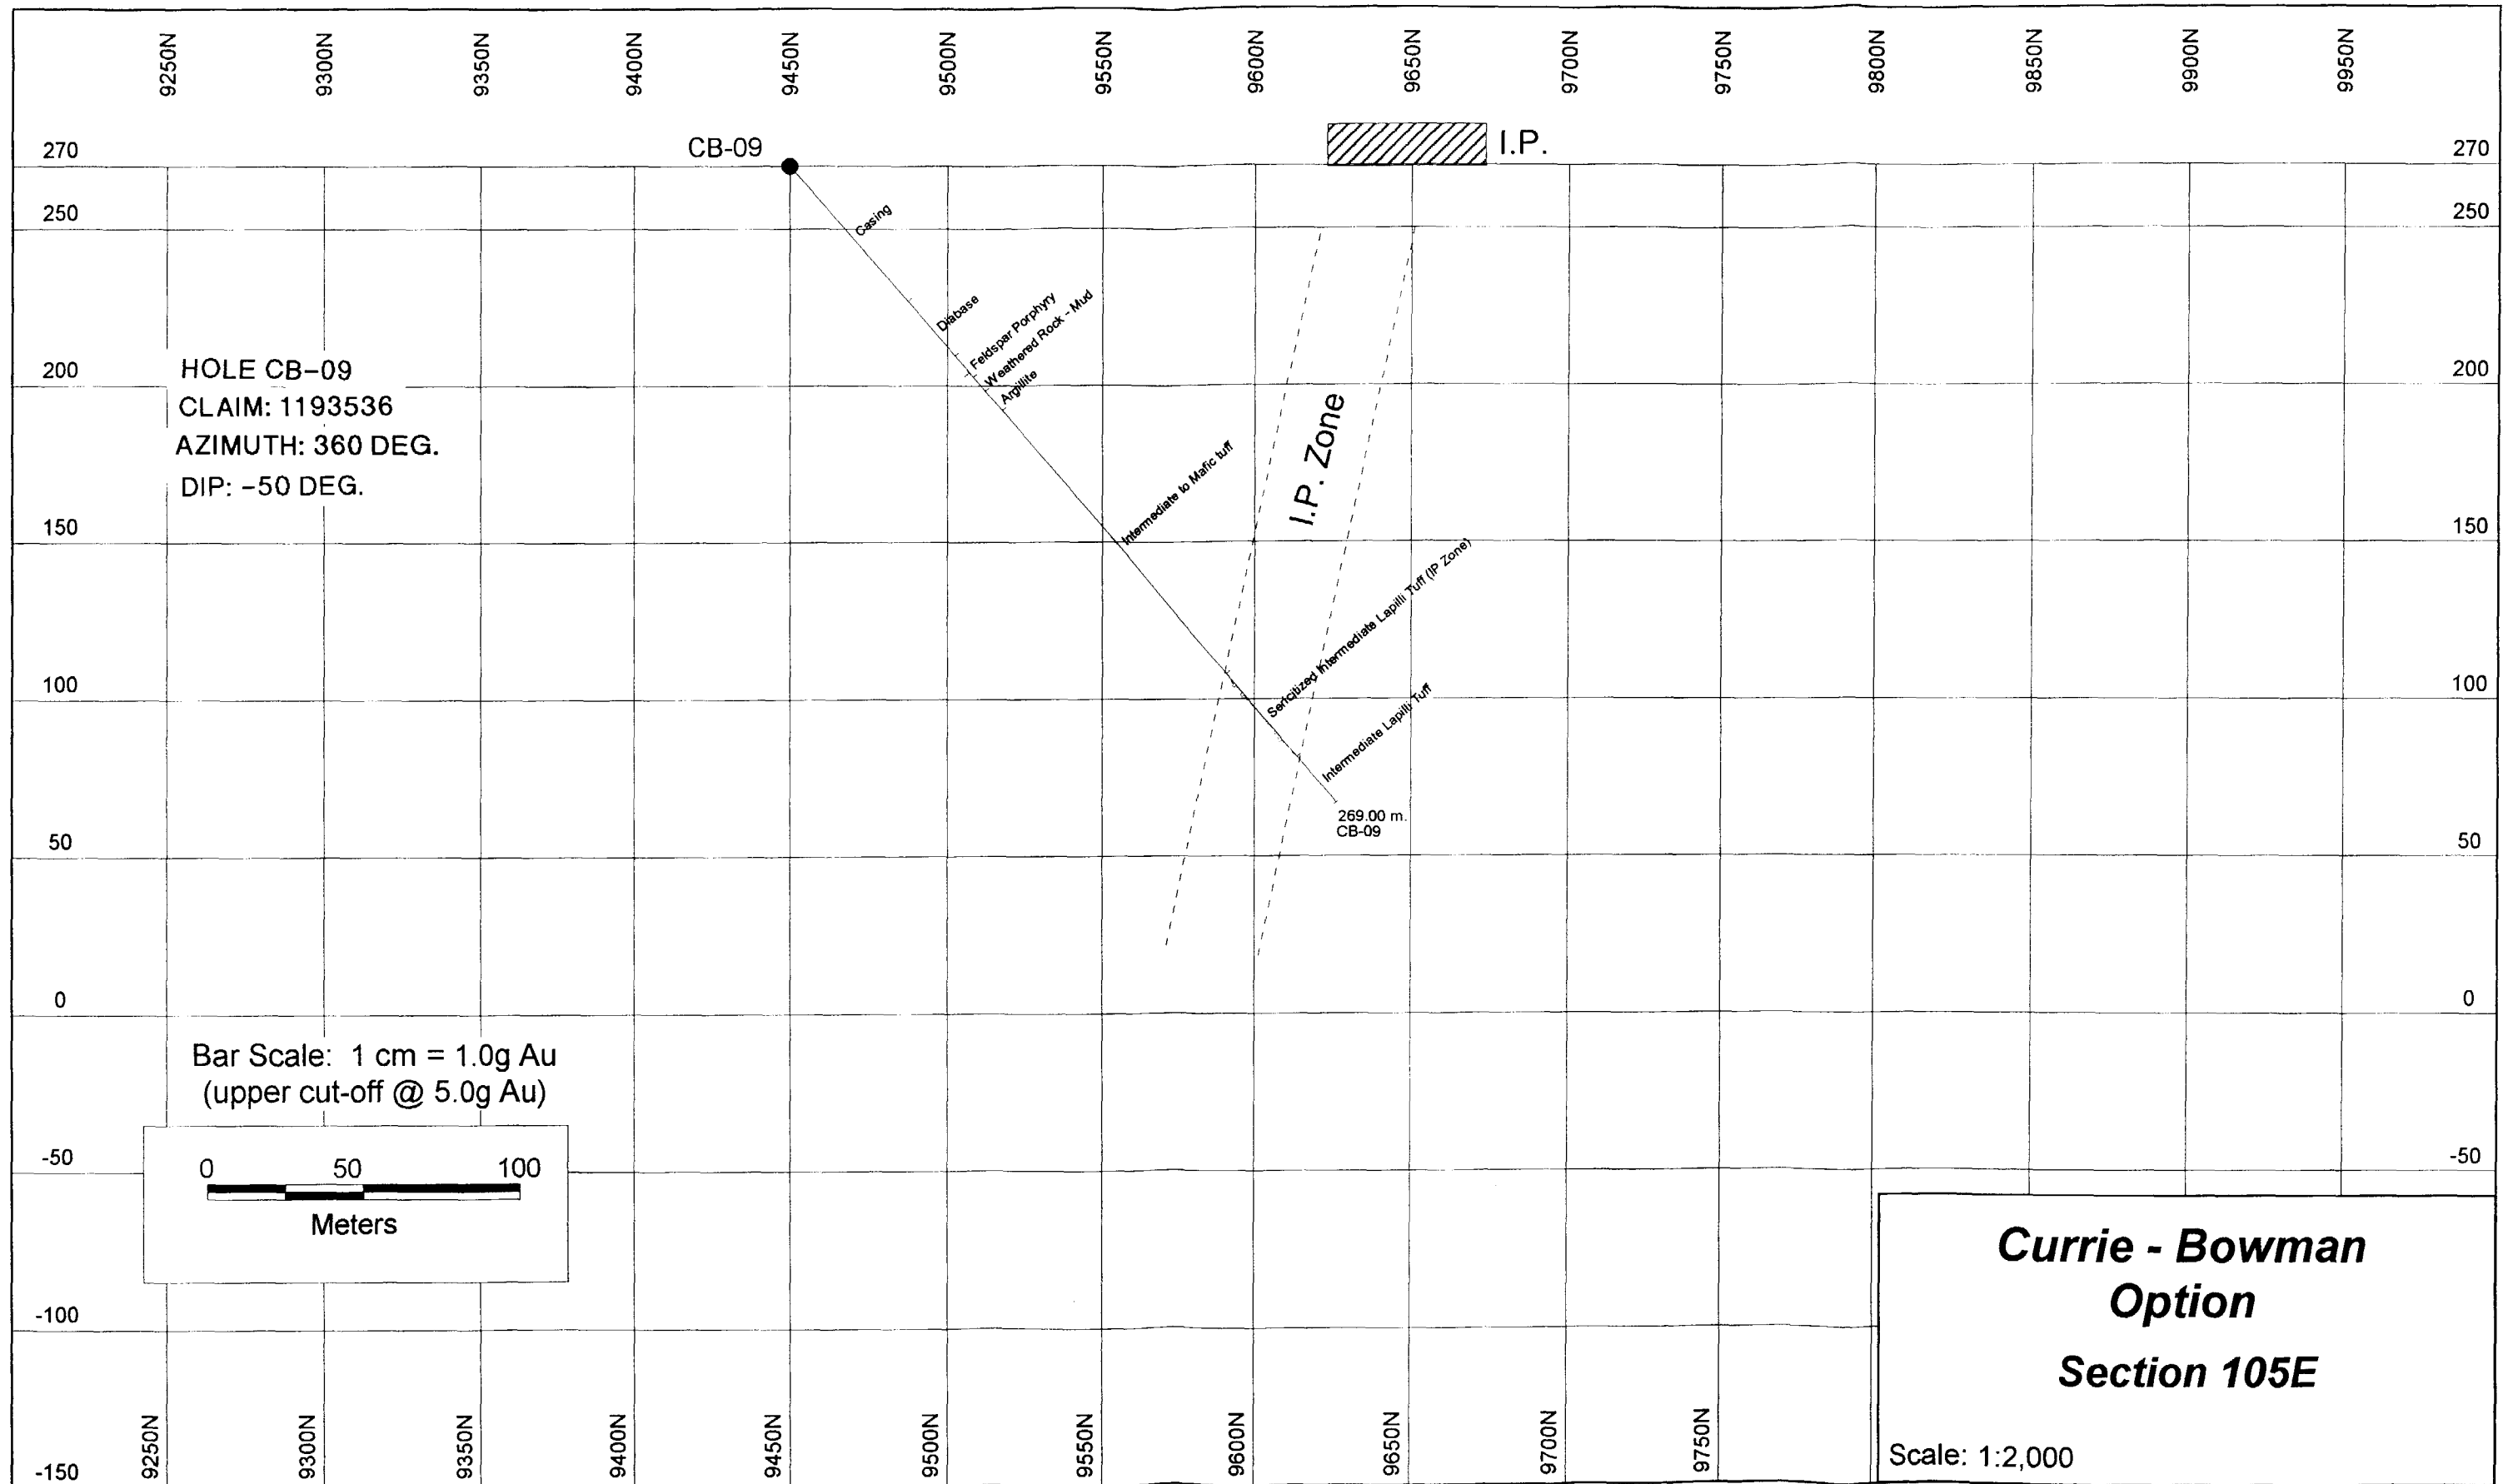 9250N 9300N 9350N 9400N 9450N 9500N 9550N 9600N 9650N 9700N 9750N 9800N 9850N 9900N 9950N
CB-09
I.P.
270 270
250 250
Casing
Diabase
Feldspar Porphyry
Weathered Rock - Mud
Argillite
HOLE CB-09
CLAIM: 1193536
AZIMUTH: 360 DEG.
DIP: -50 DEG.
200 200
I.P. Zone
Intermediate to Mafic tuff
150 150
Sericitized Intermediate Lapilli Tuff (IP Zone)
100 100
Intermediate Lapilli Tuff
269.00 m.
CB-09
50 50
0 0
Bar Scale: 1 cm = 1.0g Au
(upper cut-off @ 5.0g Au)
-50 -50
0 50 100
Meters
Currie - Bowman
Option
Section 105E
Scale: 1:2,000
-100
-150
9250N 9300N 9350N 9400N 9450N 9500N 9550N 9600N 9650N 9700N 9750N